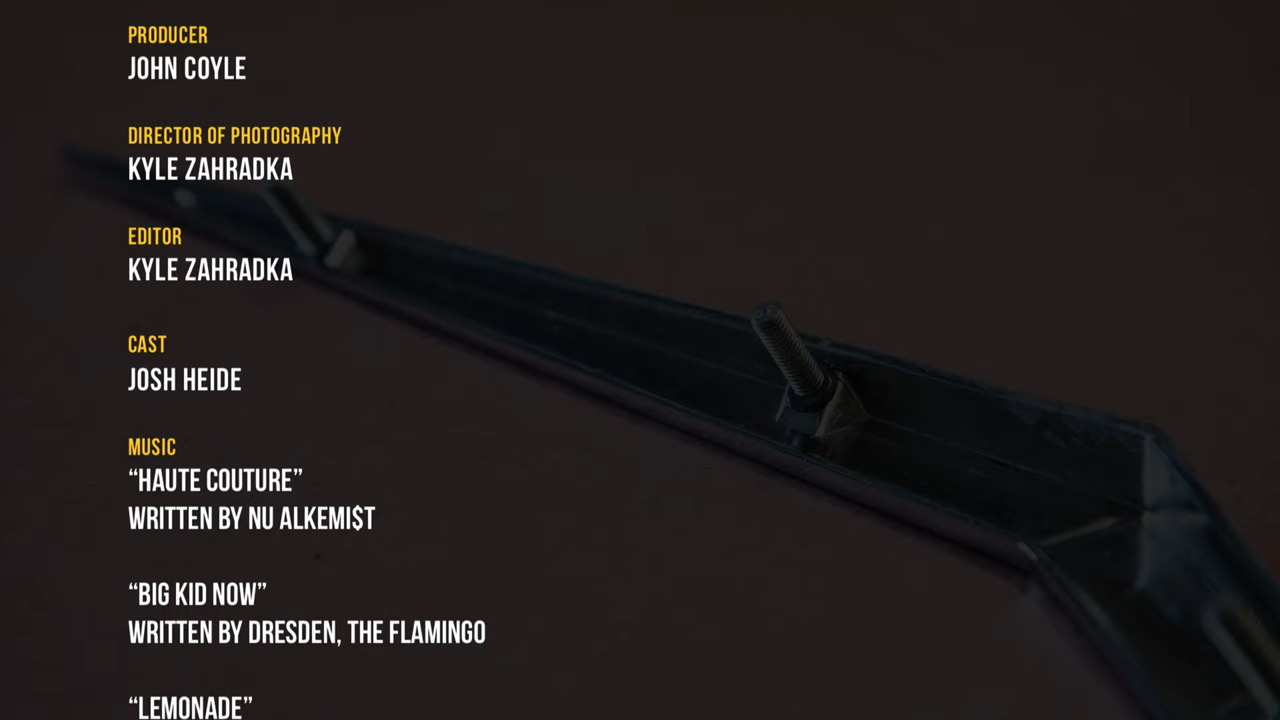 PRODUCER
JOHN COYLE
DIRECTOR OF PHOTOGRAPHY
KYLE ZAHRADKA
EDITOR
KYLE ZAHRADKA
CAST
JOSH HEIDE
MUSIC
“HAUTE COUTURE”
WRITTEN BY NU ALKEMI$T
“BIG KID NOW”
WRITTEN BY DRESDEN, THE FLAMINGO
“LEMONADE”